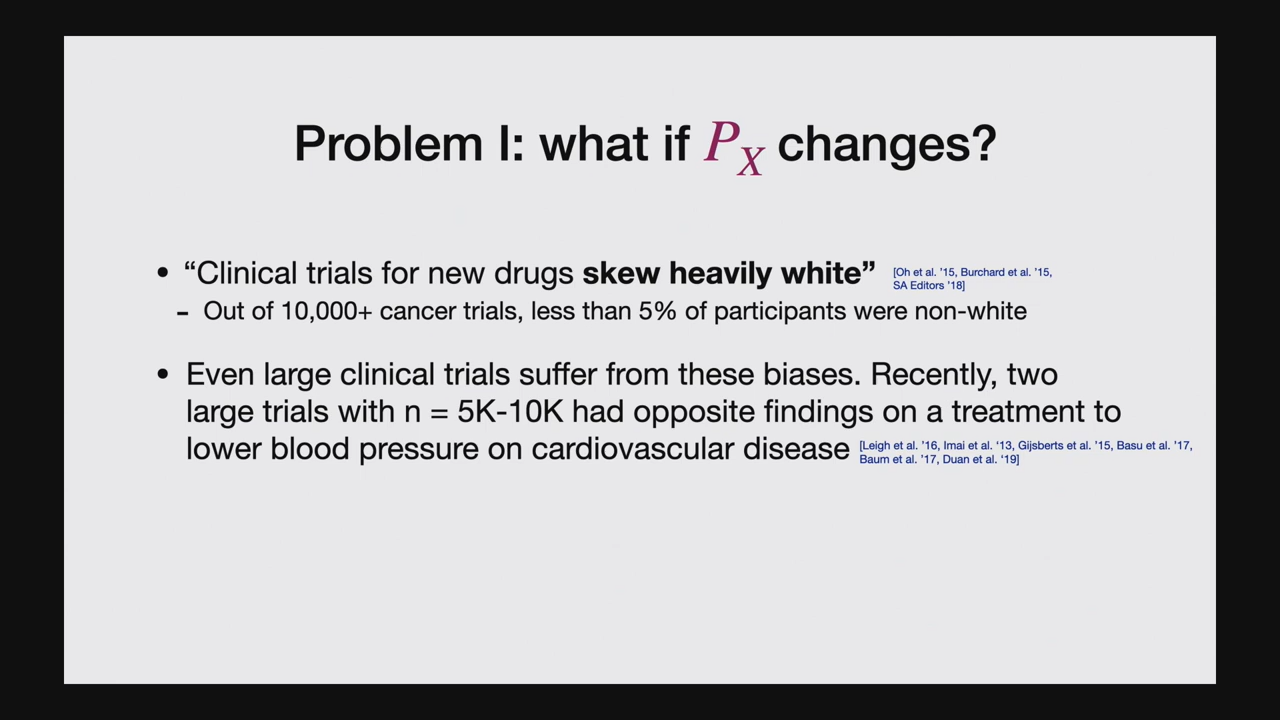 Problem I: what if P_X changes?
• “Clinical trials for new drugs skew heavily white” [Oh et al. ’15, Burchard et al. ’15,
SA Editors ’18]
– Out of 10,000+ cancer trials, less than 5% of participants were non-white
• Even large clinical trials suffer from these biases. Recently, two
large trials with n = 5K-10K had opposite findings on a treatment to
lower blood pressure on cardiovascular disease [Leigh et al. ’16, Imai et al. ‘13, Gijsberts et al. ’15, Basu et al. ’17,
Baum et al. ’17, Duan et al. ‘19]